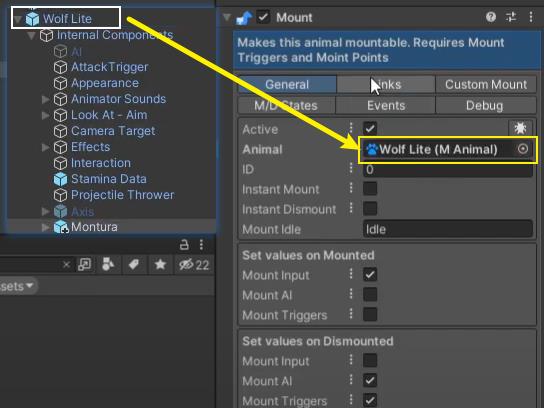 Wolf Lite
Internal Components
AI
AttackTrigger
Appearance
Animator Sounds
Look At - Aim
Camera Target
Effects
Interaction
Stamina Data
Projectile Thrower
Axis
Montura
22
ssets
Mount
Makes this animal mountable. Requires Mount
Triggers and Moint Points
General
Links
Custom Mount
M/D States
Events
Debug
Active
Animal
Wolf Lite (M Animal)
ID
0
Instant Mount
Instant Dismount
Mount Idle
Idle
Set values on Mounted
Mount Input
Mount AI
Mount Triggers
Set values on Dismounted
Mount Input
Mount AI
Mount Triggers